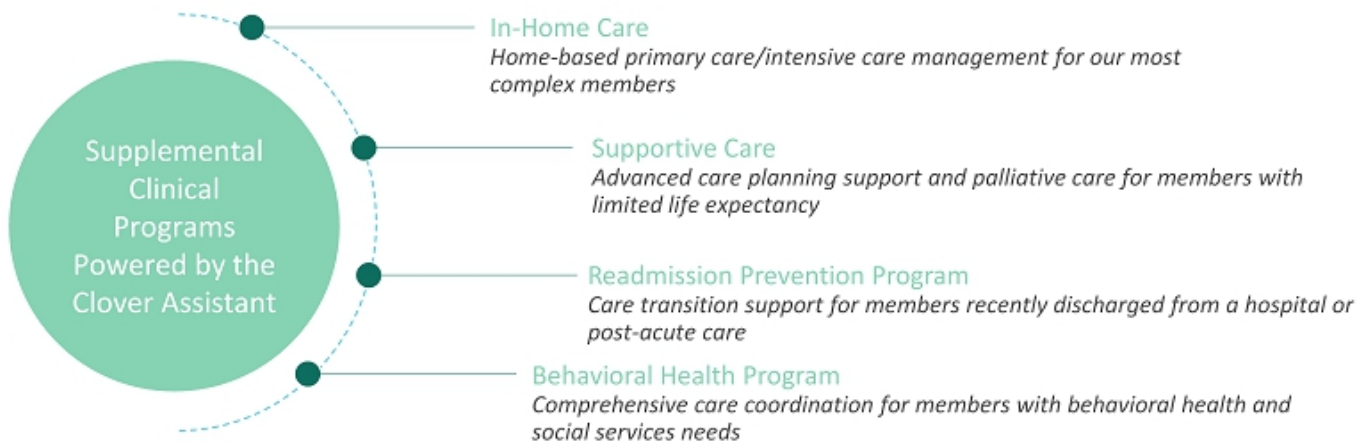 Supplemental
Clinical
Programs
Powered by the
Clover Assistant
In-Home Care
Home-based primary care/intensive care management for our most
complex members
Supportive Care
Advanced care planning support and palliative care for members with
limited life expectancy
Readmission Prevention Program
Care transition support for members recently discharged from a hospital or
post-acute care
Behavioral Health Program
Comprehensive care coordination for members with behavioral health and
social services needs